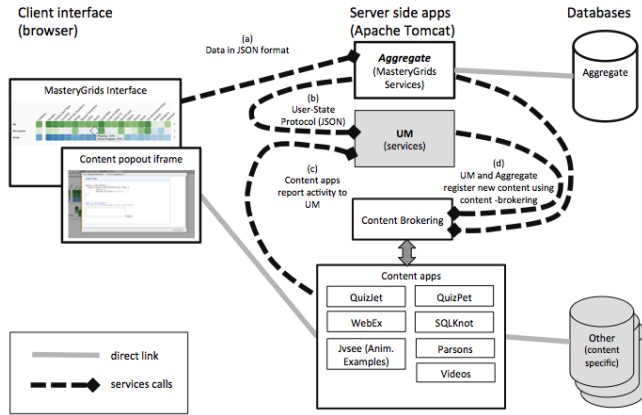 Client interface
(browser)
Server side apps
(Apache Tomcat)
Databases
(a)
Data in JSON format
MasteryGrids Interface
Content popout iframe
Aggregate
(MasteryGrids
Services)
Aggregate
(b)
User-State
Protocol (JSON)
UM
(services)
(c)
Content apps
report activity to
UM
(d)
UM and Aggregate
register new content using
content -brokering
Content Brokering
Content apps
QuizJet
QuizPet
WebEx
SQLKnot
Jvsee (Anim.
Examples)
Parsons
Videos
Other
(content
specific)
direct link
services calls